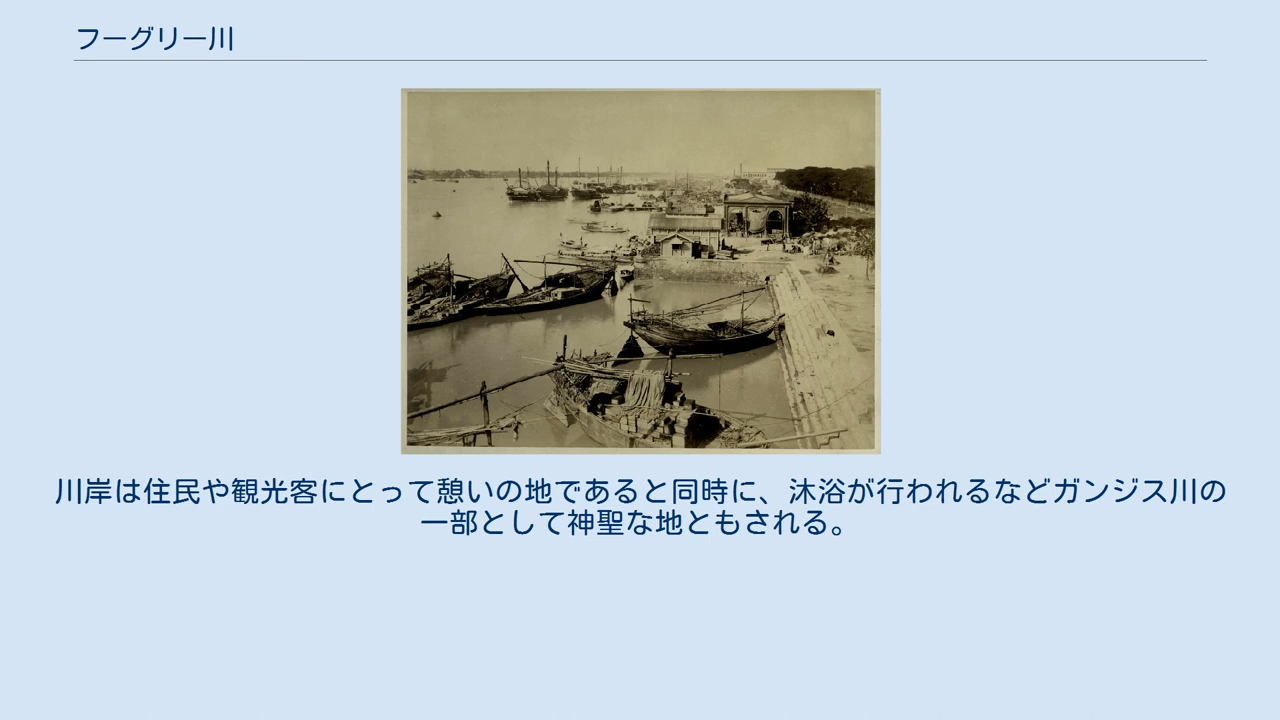 フーグリー川
川岸は住民や観光客にとって憩いの地であると同時に、沐浴が行われるなどガンジス川の
一部として神聖な地ともされる。